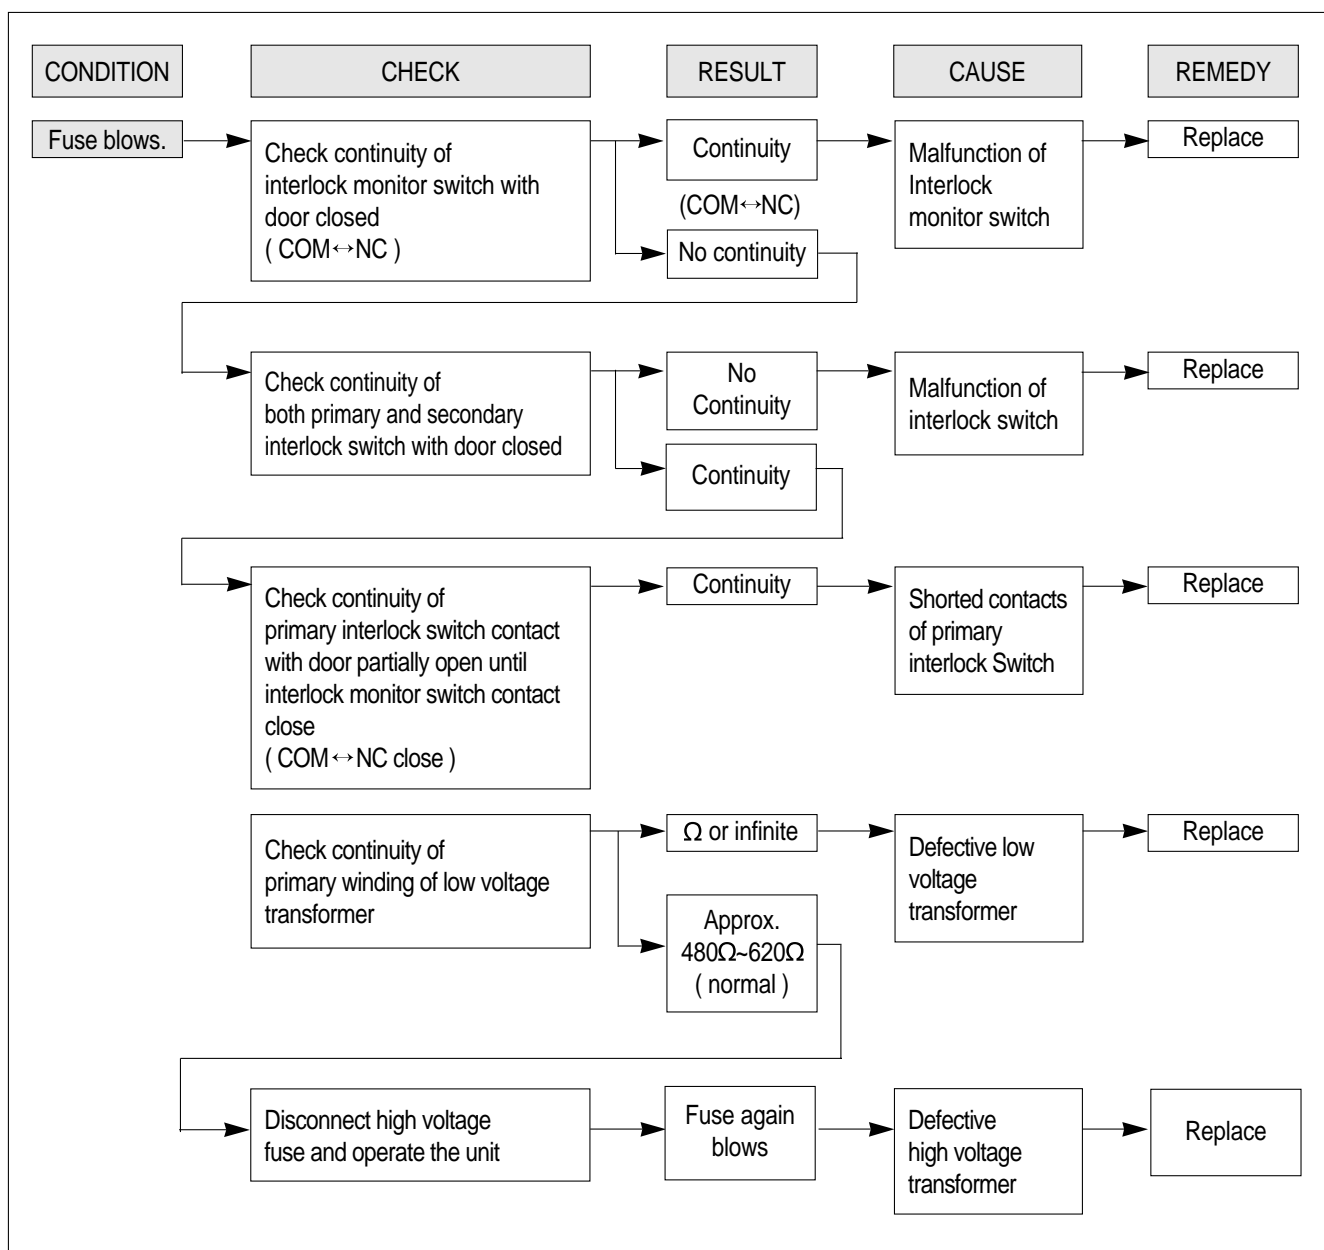 CONDITION
CHECK
RESULT
CAUSE
REMEDY
Fuse blows.
Check continuity of
interlock monitor switch with
door closed
( COM↔NC )
Continuity
(COM↔NC)
No continuity
Malfunction of
Interlock
monitor switch
Replace
Check continuity of
both primary and secondary
interlock switch with door closed
No
Continuity
Continuity
Malfunction of
interlock switch
Replace
Check continuity of
primary interlock switch contact
with door partially open until
interlock monitor switch contact
close
( COM↔NC close )
Continuity
Shorted contacts
of primary
interlock Switch
Replace
Check continuity of
primary winding of low voltage
transformer
Ω or infinite
Approx.
480Ω~620Ω
( normal )
Defective low
voltage
transformer
Replace
Disconnect high voltage
fuse and operate the unit
Fuse again
blows
Defective
high voltage
transformer
Replace